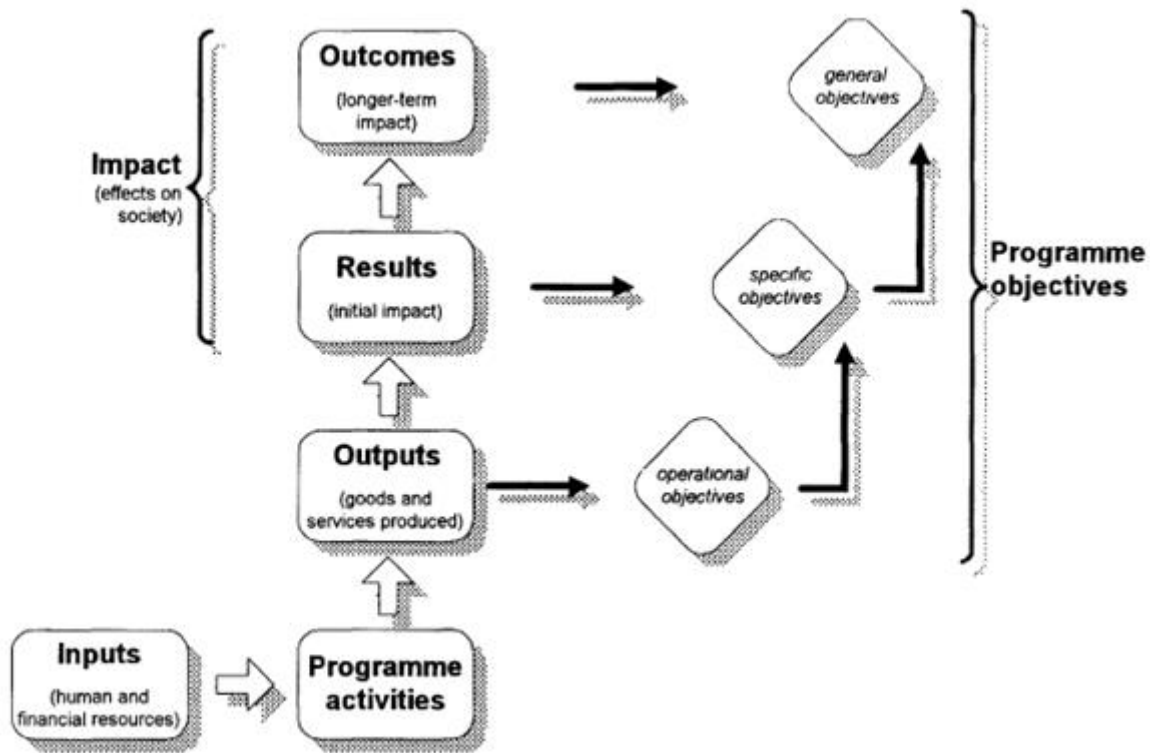 Outcomes
(longer-term
impact)
general
objectives
Impact
(effects on
society)
Results
(initial impact)
specific
objectives
Programme
objectives
Outputs
(goods and
services produced)
operational
objectives
Inputs
(human and
financial resources)
Programme
activities